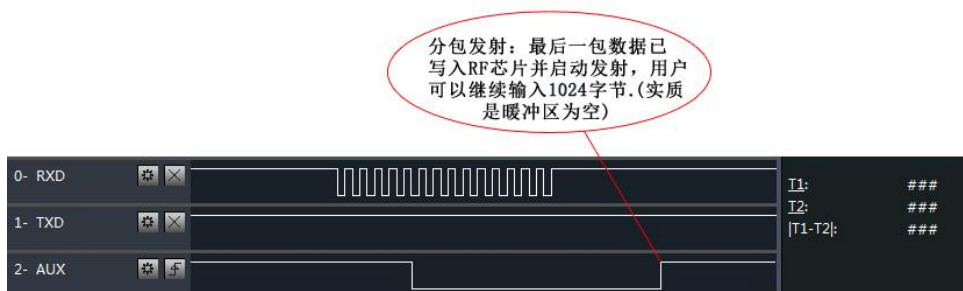 分包发射：最后一包数据已
写入RF芯片并启动发射，用户
可以继续输入1024字节.(实质
是暖冲区为空)
0- RXD
T1: ###
T2: ###
1- TXD
|T1-T2|: ###
2- AUX